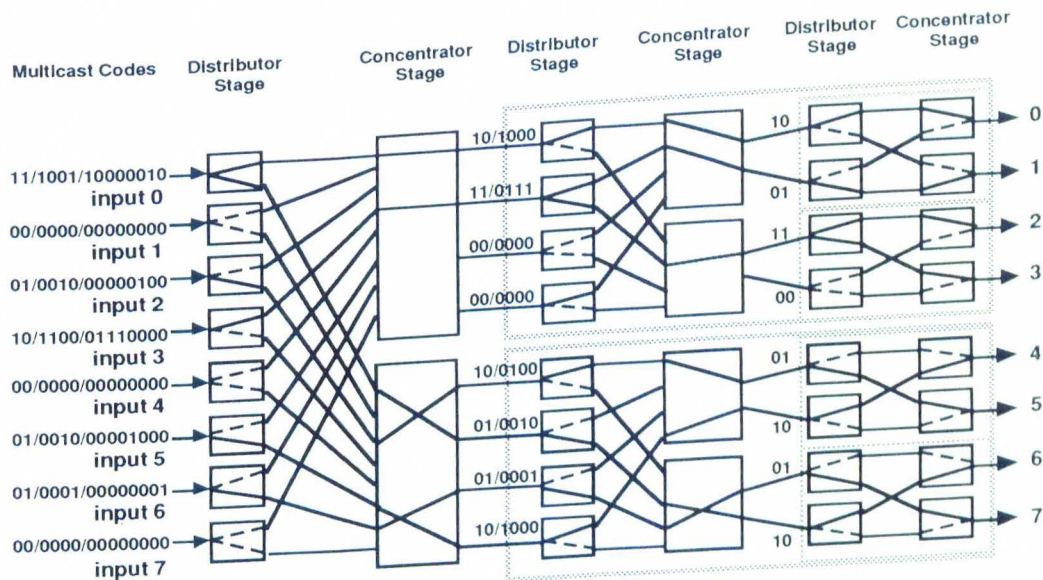 Multicast Codes
Distributor
Stage
Concentrator
Stage
Distributor
Stage
Concentrator
Stage
Distributor
Stage
Concentrator
Stage
11/1001/10000010
input 0
00/0000/00000000
input 1
01/0010/00000100
input 2
10/1100/01110000
input 3
00/0000/00000000
input 4
01/0010/00001000
input 5
01/0001/00000001
input 6
00/0000/00000000
input 7
10/1000
11/0111
00/0000
00/0000
10/0100
01/0010
01/0001
10/1000
10
01
11
00
01
10
01
10
0
1
2
3
4
5
6
7